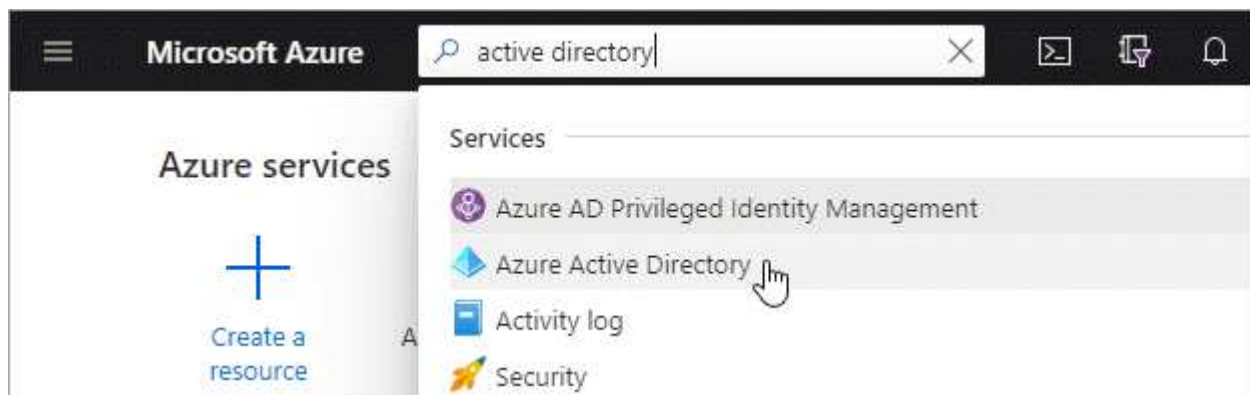 Microsoft Azure
active directory
Services
Azure services
Azure AD Privileged Identity Management
Azure Active Directory
Activity log
Create a
resource
A
Security